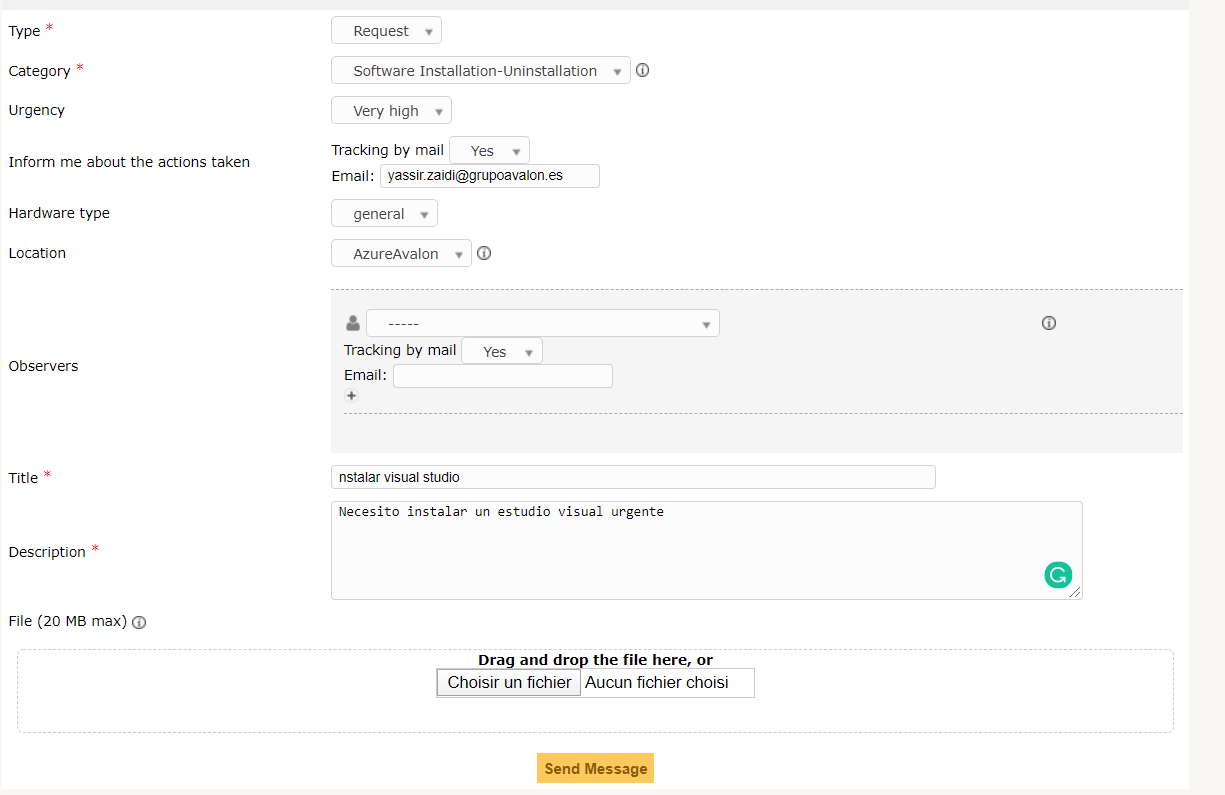 Type *
Request
Category *
Software Installation-Uninstallation
Urgency
Very high
Inform me about the actions taken
Tracking by mail Yes
Email: yassir.zaidi@grupoavalon.es
Hardware type
general
Location
AzureAvalon
Observers
-----
Tracking by mail Yes
Email:
Title *
nstalar visual studio
Description *
Necesito instalar un estudio visual urgente
File (20 MB max)
Drag and drop the file here, or
Choisir un fichier Aucun fichier choisi
Send Message